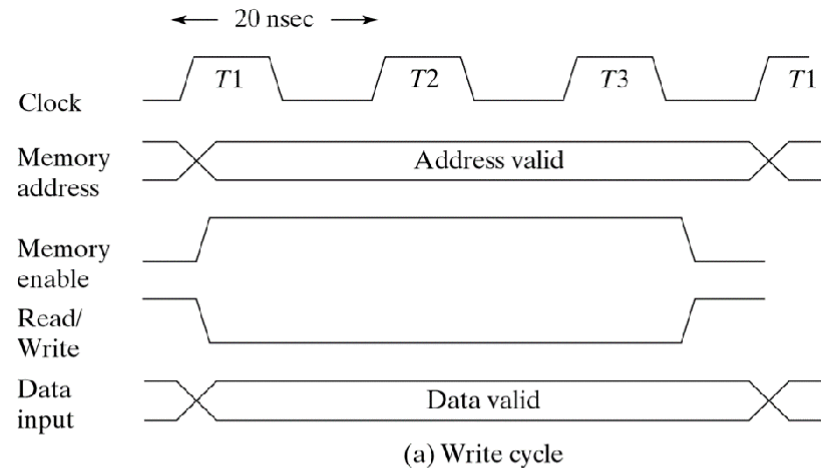 20 nsec
T1 T2 T3 T1
Clock
Memory
address
Address valid
Memory
enable
Read/
Write
Data
input
Data valid
(a) Write cycle